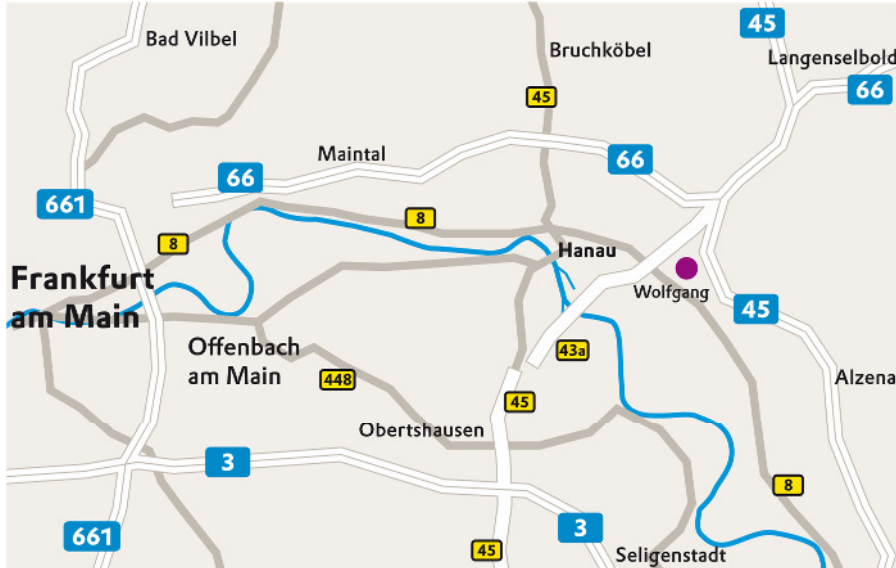 45
Bad Vilbel
Bruchköbel
Langenselbold
66
45
Maintal
66
66
661
8
8
Hanau
Frankfurt
am Main
Wolfgang
45
Offenbach
am Main
43a
448
Alzena
45
Obertshausen
3
8
661
3
45
Seligenstadt